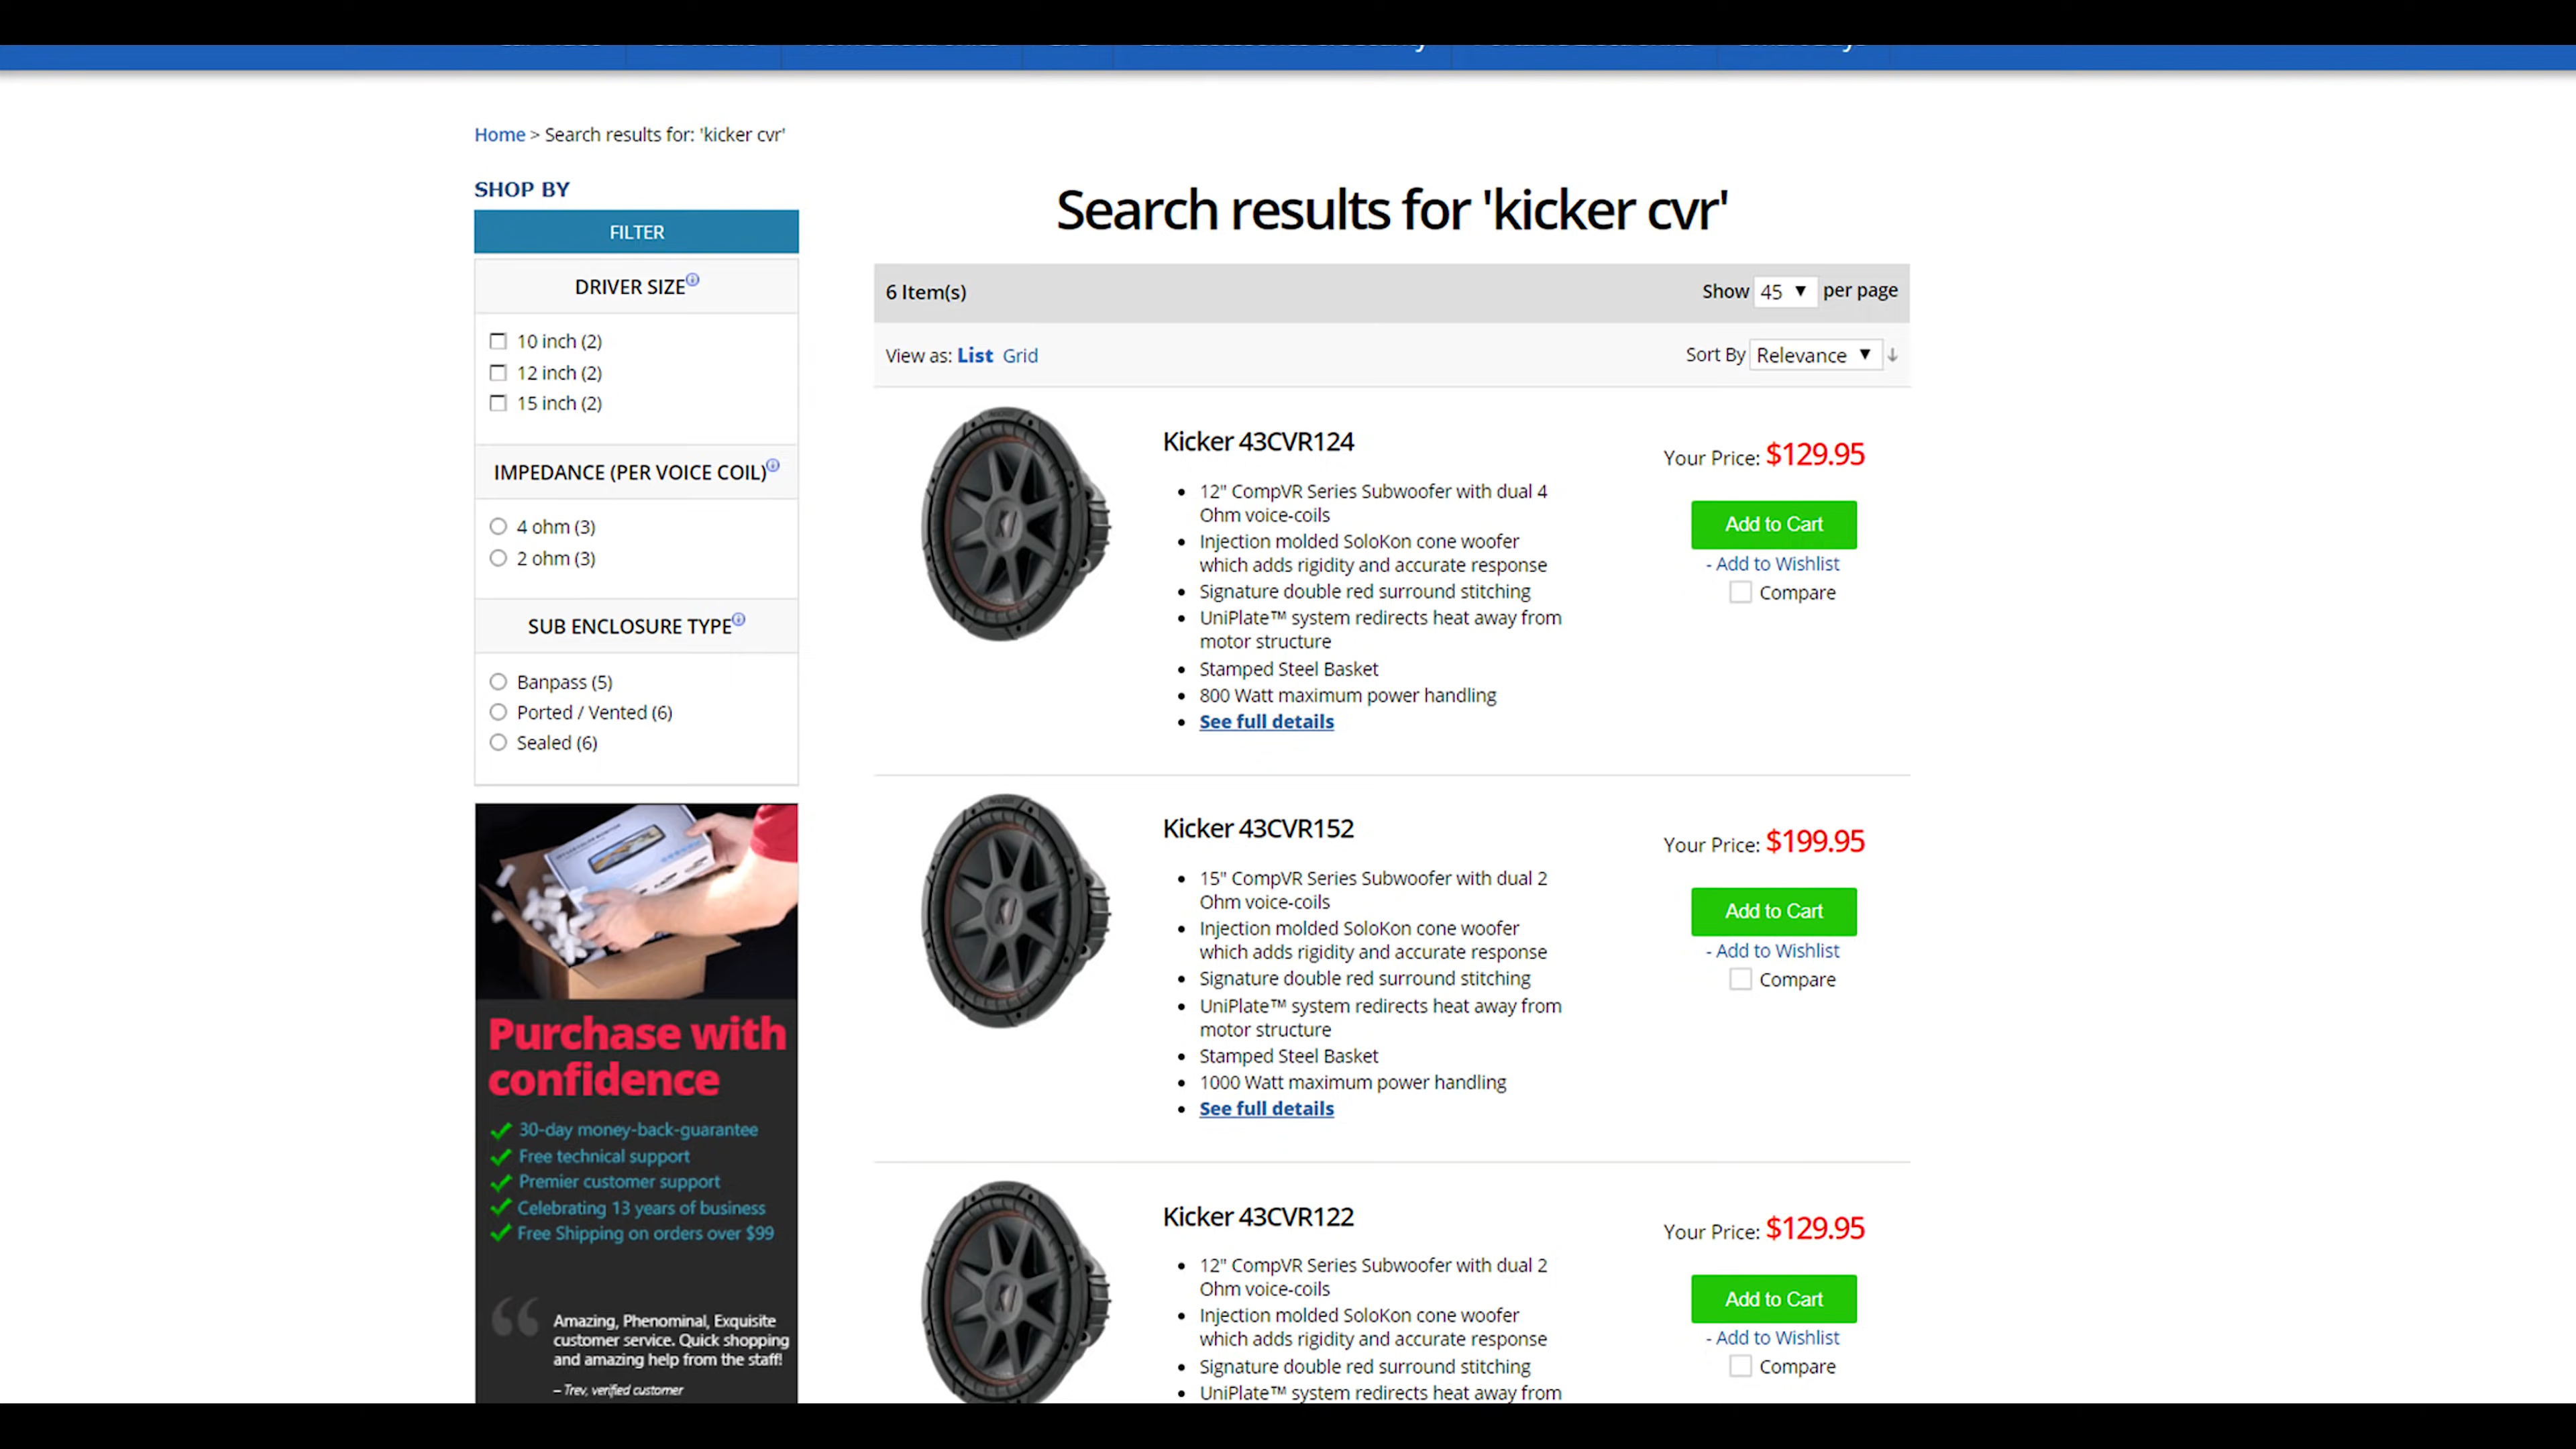 Home > Search results for: 'kicker cvr'
SHOP BY
FILTER
DRIVER SIZE
10 inch (2)
12 inch (2)
15 inch (2)
IMPEDANCE (PER VOICE COIL)
4 ohm (3)
2 ohm (3)
SUB ENCLOSURE TYPE
Banpass (5)
Ported / Vented (6)
Sealed (6)
Purchase with
confidence
30-day money-back-guarantee
Free technical support
Premier customer support
Celebrating 13 years of business
Free Shipping on orders over $99
Amazing, Phenominal, Exquisite
customer service. Quick shopping
and amazing help from the staff!
– Trev, verified customer
Search results for 'kicker cvr'
6 Item(s)
Show 45 per page
View as: List Grid
Sort By Relevance
Kicker 43CVR124
12" CompVR Series Subwoofer with dual 4
Ohm voice-coils
Injection molded SoloKon cone woofer
which adds rigidity and accurate response
Signature double red surround stitching
UniPlate™ system redirects heat away from
motor structure
Stamped Steel Basket
800 Watt maximum power handling
See full details
Your Price: $129.95
Add to Cart
- Add to Wishlist
Compare
Kicker 43CVR152
15" CompVR Series Subwoofer with dual 2
Ohm voice-coils
Injection molded SoloKon cone woofer
which adds rigidity and accurate response
Signature double red surround stitching
UniPlate™ system redirects heat away from
motor structure
Stamped Steel Basket
1000 Watt maximum power handling
See full details
Your Price: $199.95
Add to Cart
- Add to Wishlist
Compare
Kicker 43CVR122
12" CompVR Series Subwoofer with dual 2
Ohm voice-coils
Injection molded SoloKon cone woofer
which adds rigidity and accurate response
Signature double red surround stitching
UniPlate™ system redirects heat away from
Your Price: $129.95
Add to Cart
- Add to Wishlist
Compare